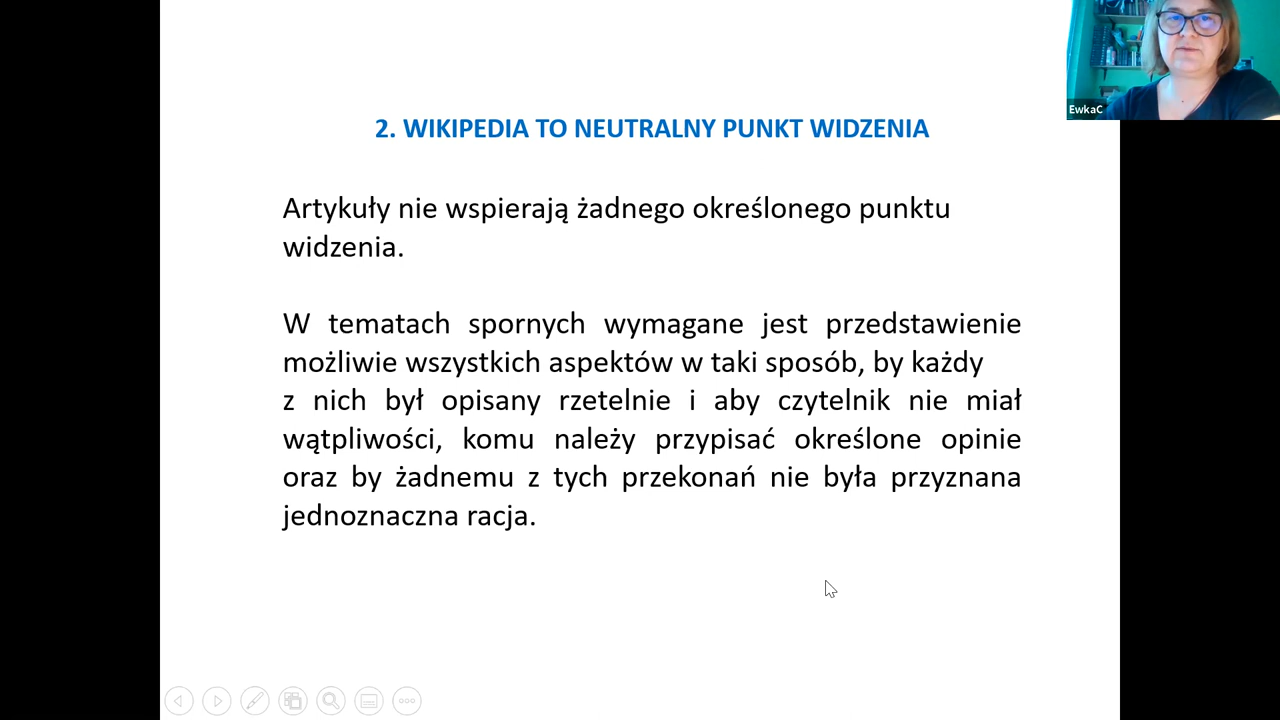 EwkaC
2. WIKIPEDIA TO NEUTRALNY PUNKT WIDZENIA
Artykuły nie wspierają żadnego określonego punktu
widzenia.
W tematach spornych wymagane jest przedstawienie
możliwie wszystkich aspektów w taki sposób, by każdy
z nich był opisany rzetelnie i aby czytelnik nie miał
wątpliwości, komu należy przypisać określone opinie
oraz by żadnemu z tych przekonań nie była przyznana
jednoznaczna racja.